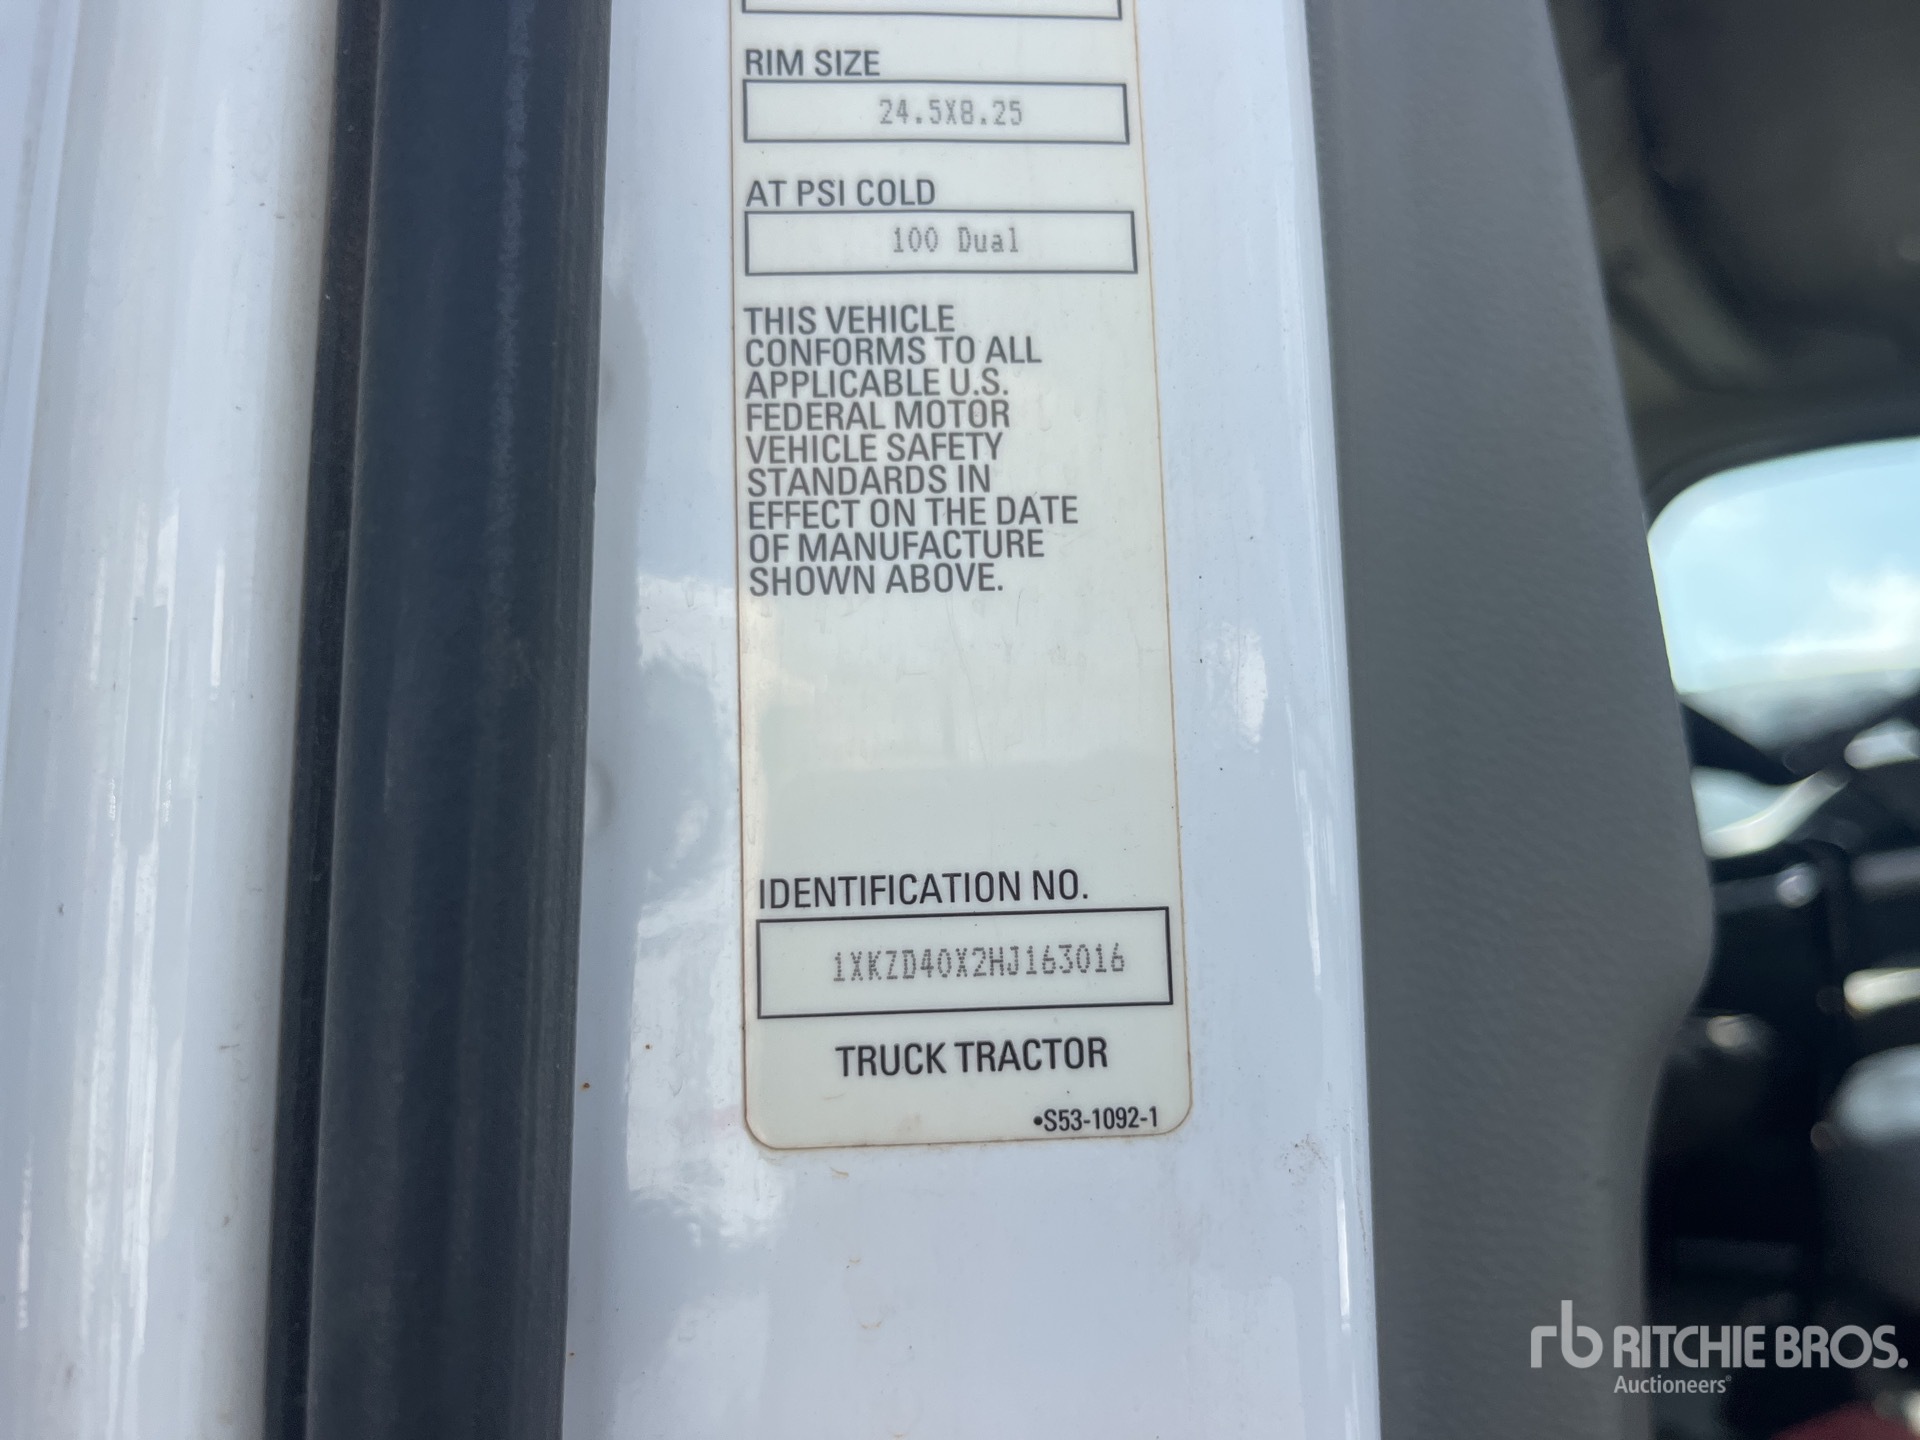 RIM SIZE
24.5X8.25
AT PSI COLD
100 Dual
THIS VEHICLE
CONFORMS TO ALL
APPLICABLE U.S.
FEDERAL MOTOR
VEHICLE SAFETY
STANDARDS IN
EFFECT ON THE DATE
OF MANUFACTURE
SHOWN ABOVE.
IDENTIFICATION NO.
1XKZD40X2HJ163016
TRUCK TRACTOR
•S53-1092-1
rb RITCHIE BROS.
Auctioneers